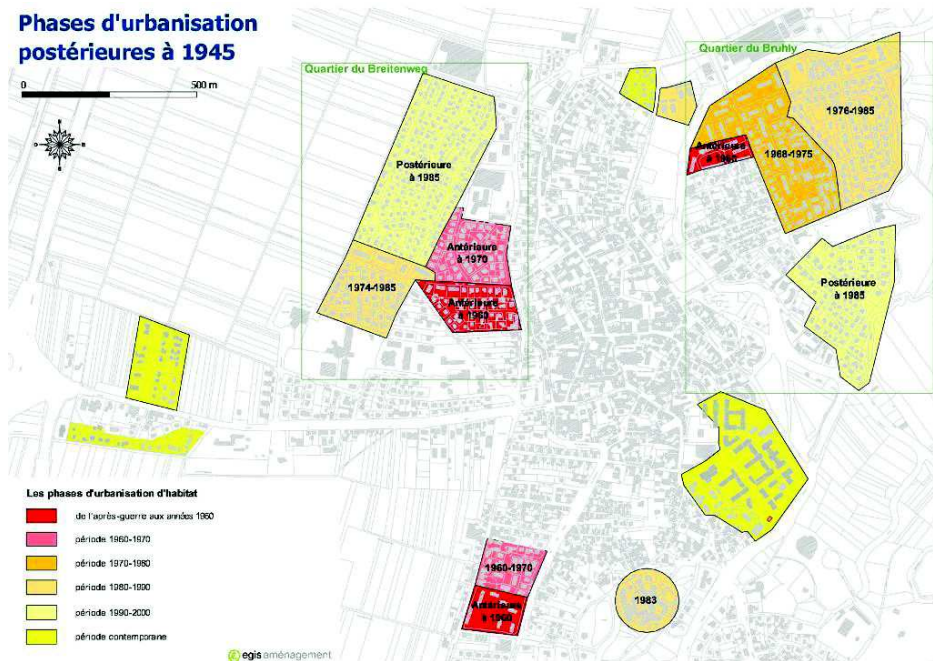 Phases d'urbanisation
postérieures à 1945
0
500 m
Quartier du Breitenweg
Quartier du Bruhly
1976-1985
Antérieure
à 1960
1968-1975
Postérieure
à 1985
Antérieure
à 1970
1974-1985
Antérieure
à 1960
Postérieure
à 1985
Les phases d'urbanisation d'habitat
de l'après-guerre aux années 1960
période 1960-1970
période 1970-1980
période 1980-1990
période 1990-2000
période contemporaine
1960-1970
Antérieure
à 1960
1983
egis aménagement